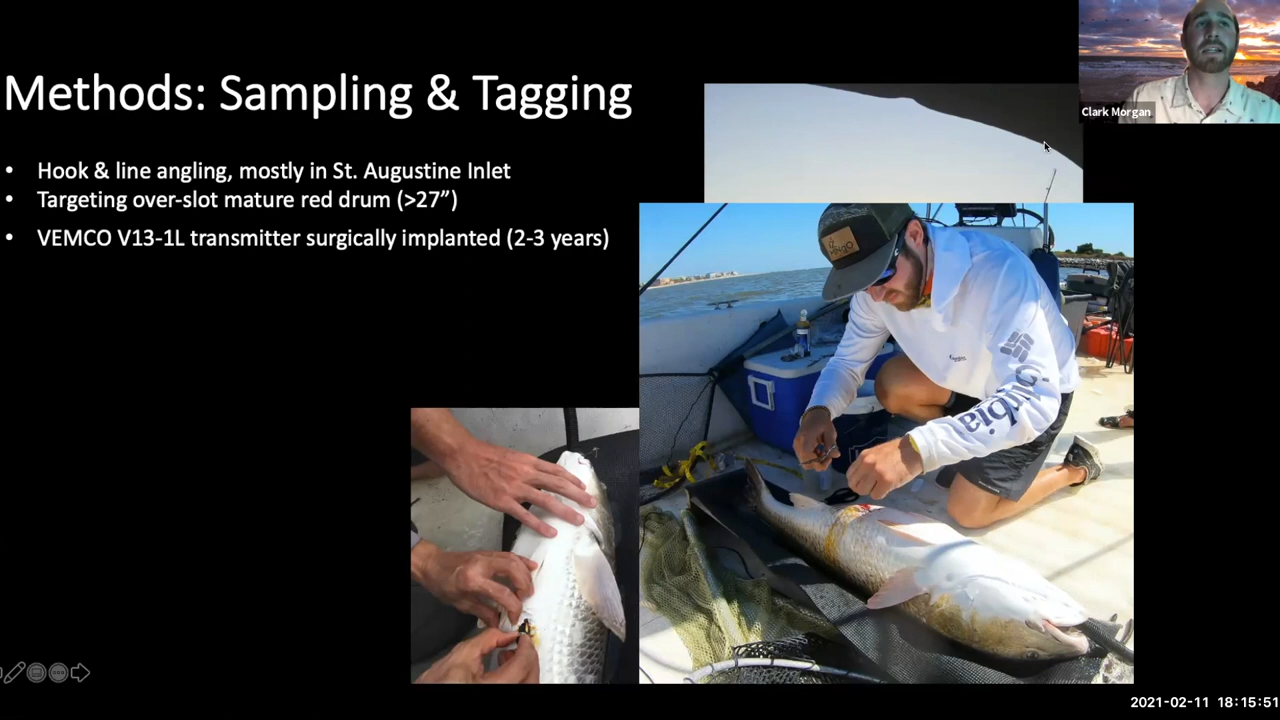 Methods: Sampling & Tagging
Clark Morgan
• Hook & line angling, mostly in St. Augustine Inlet
• Targeting over-slot mature red drum (>27”)
• VEMCO V13-1L transmitter surgically implanted (2-3 years)
Columbia
2021-02-11 18:15:51